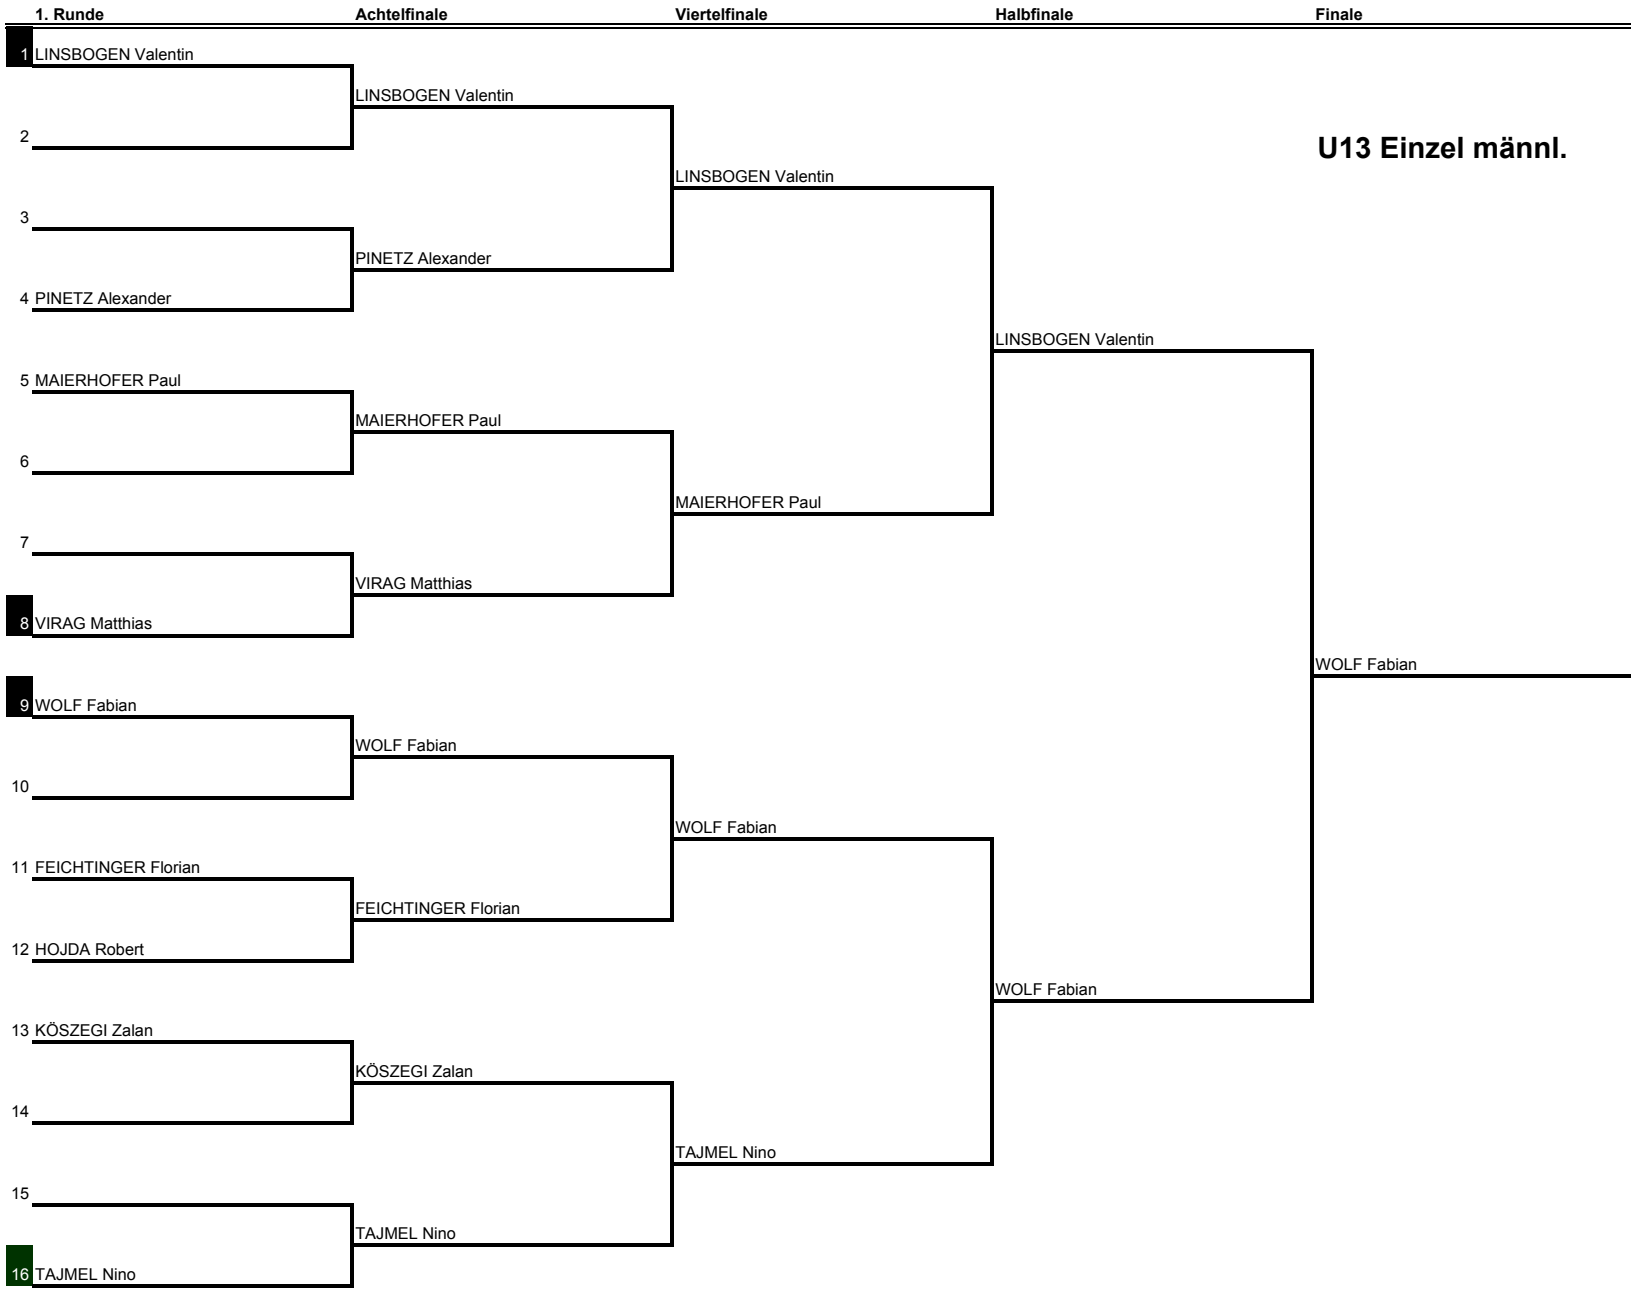 1. Runde Achtelfinale Viertelfinale Halbfinale Finale
1 LINSBOGEN Valentin
LINSBOGEN Valentin
2
U13 Einzel männl.
LINSBOGEN Valentin
3
PINETZ Alexander
4 PINETZ Alexander
LINSBOGEN Valentin
5 MAIERHOFER Paul
MAIERHOFER Paul
6
MAIERHOFER Paul
7
VIRAG Matthias
8 VIRAG Matthias
WOLF Fabian
9 WOLF Fabian
WOLF Fabian
10
WOLF Fabian
11 FEICHTINGER Florian
FEICHTINGER Florian
12 HOJDA Robert
WOLF Fabian
13 KÖSZEGI Zalan
KÖSZEGI Zalan
14
TAJMEL Nino
15
TAJMEL Nino
16 TAJMEL Nino